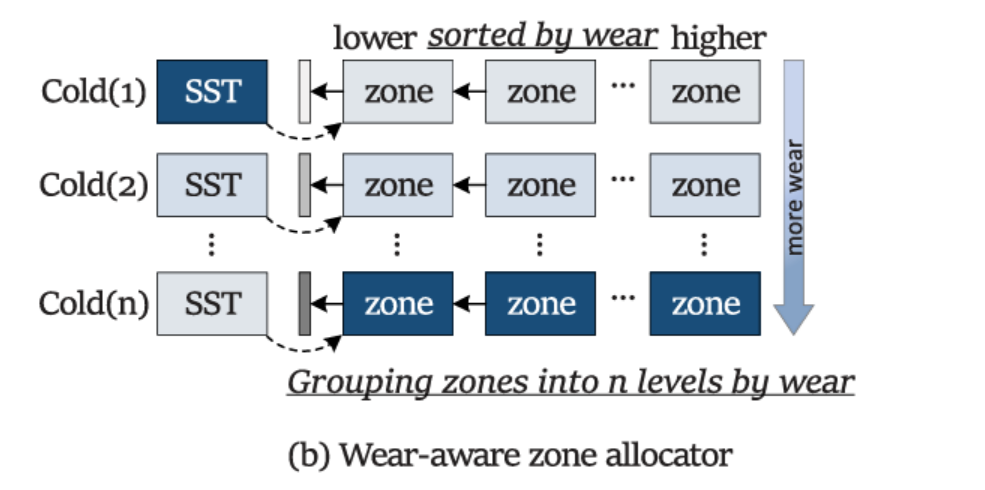 lower sorted by wear higher
Cold(1) SST zone zone ... zone
Cold(2) SST zone zone ... zone
more wear
Cold(n) SST zone zone ... zone
Grouping zones into n levels by wear
(b) Wear-aware zone allocator